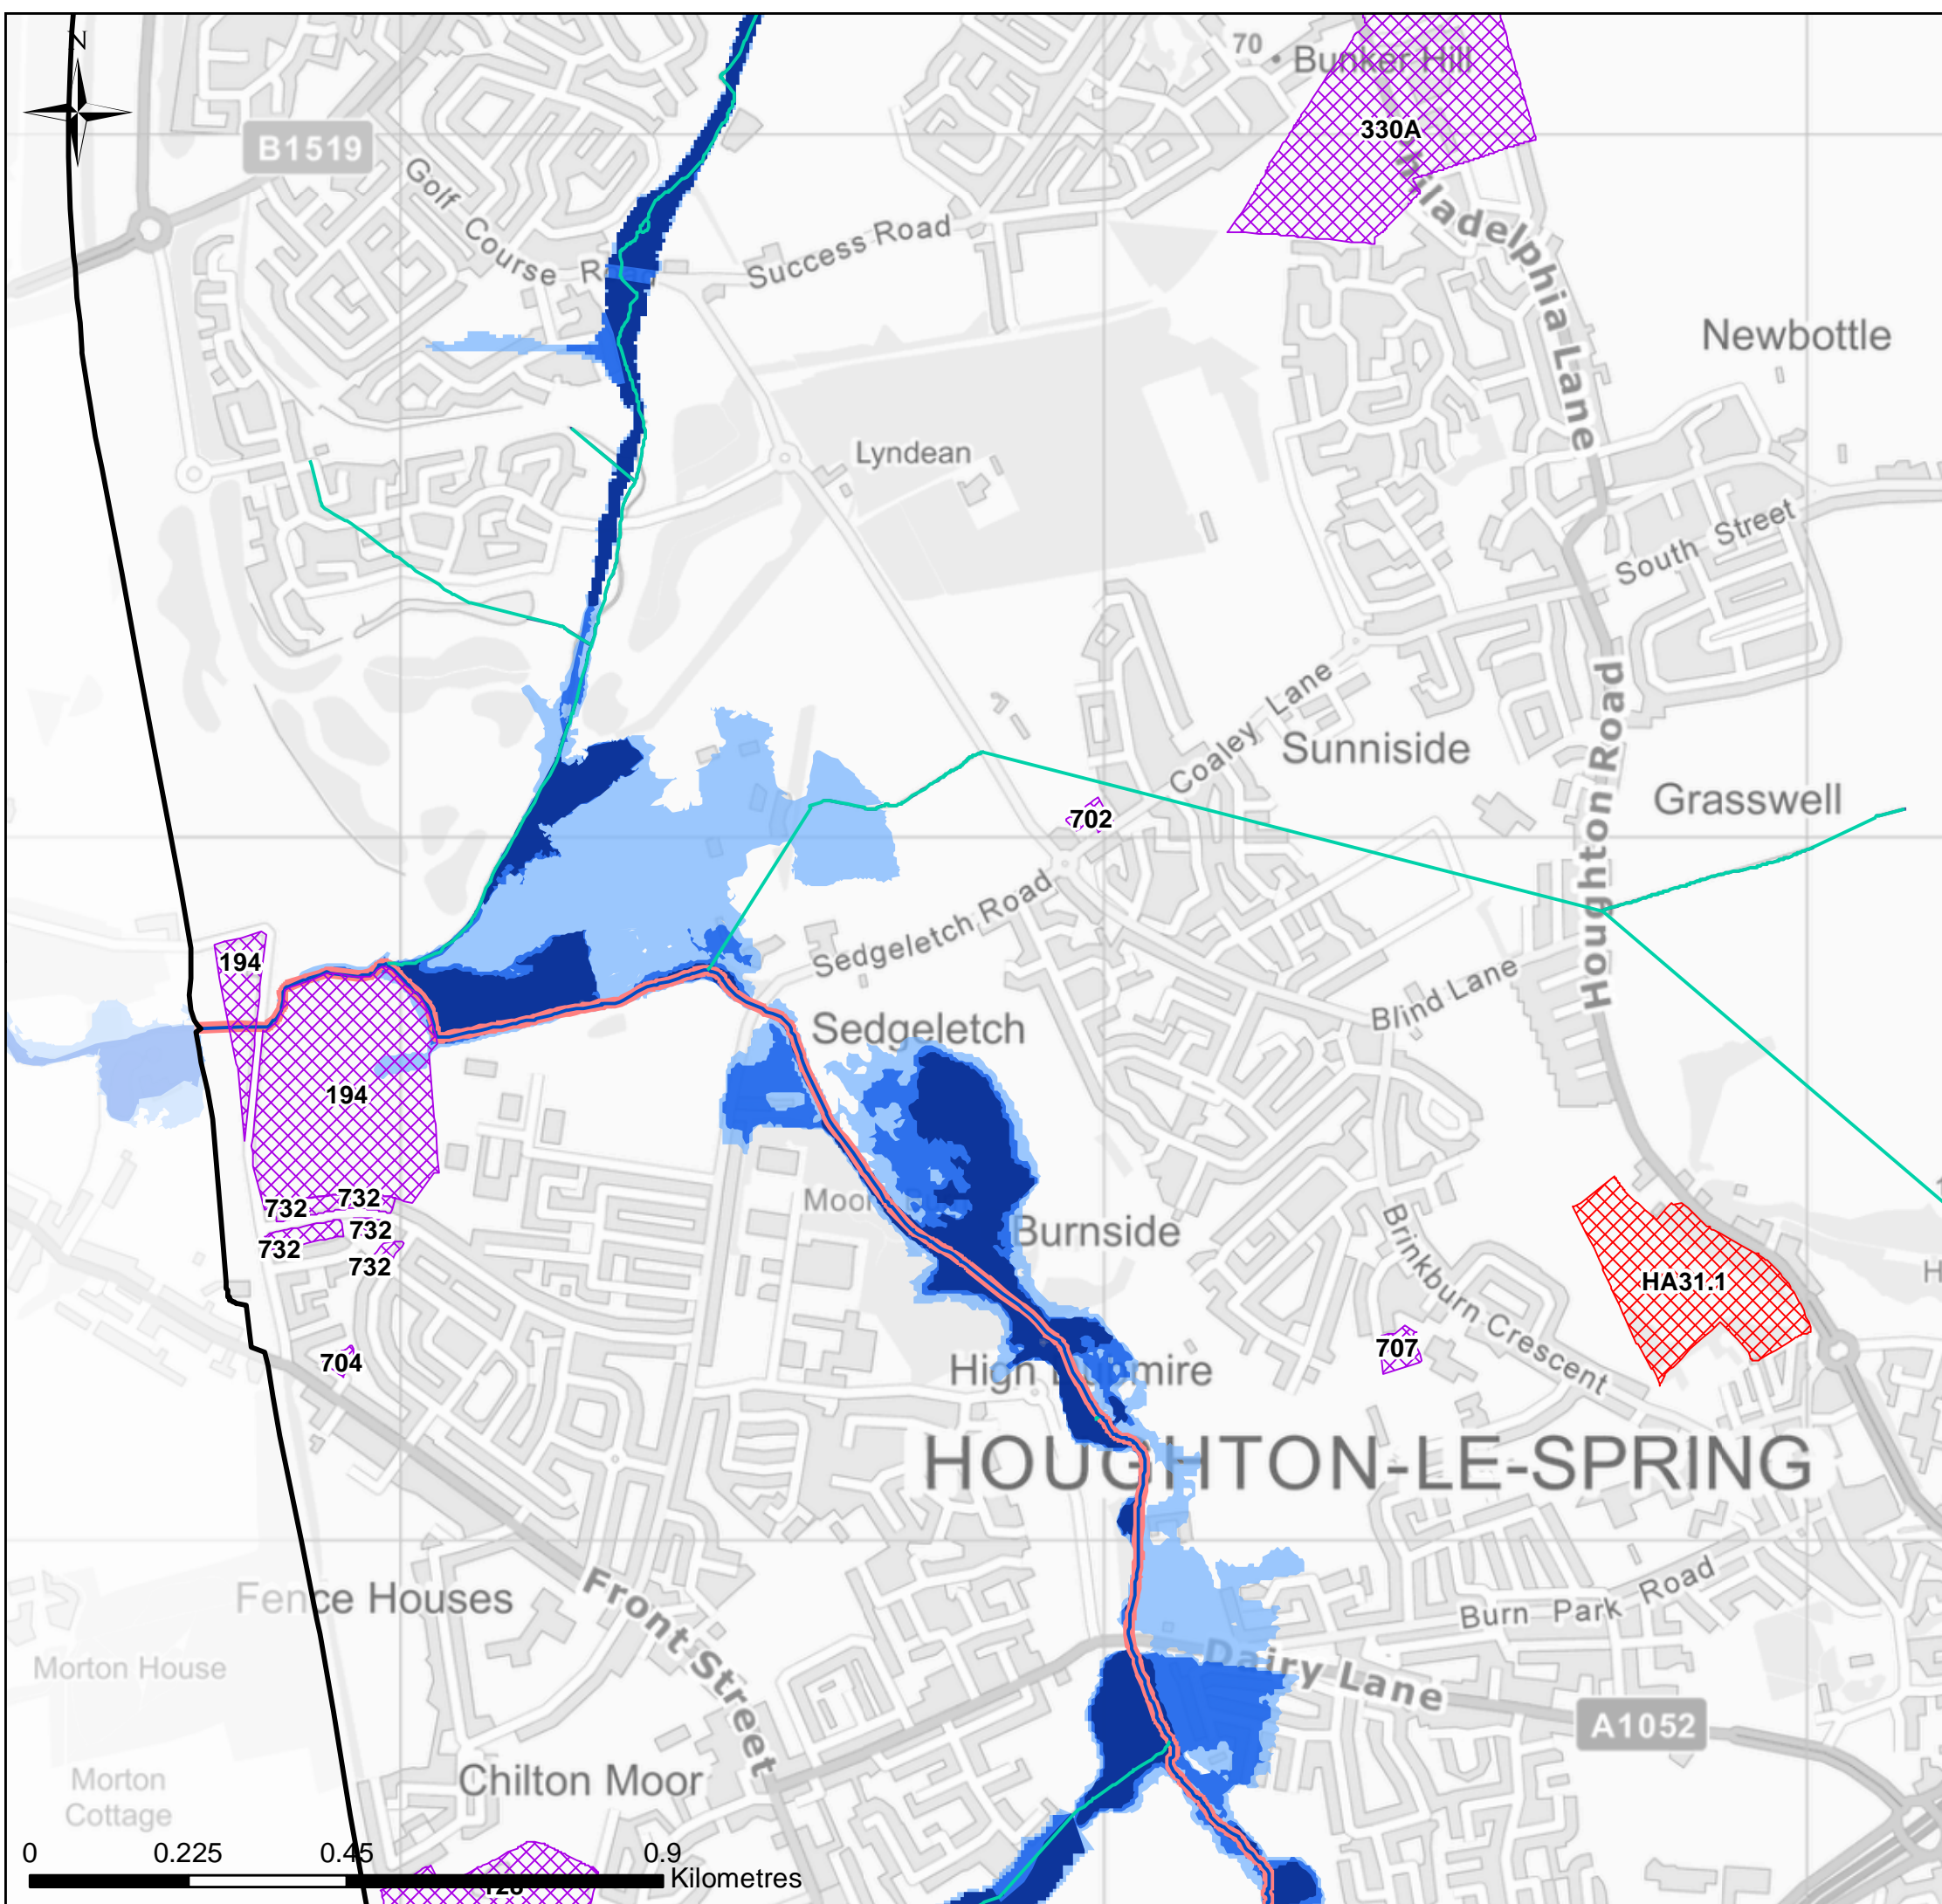 N
70
Bunker Hill
330A
B1519
Golf Course
Success Road
Philadelphia Lane
Newbottle
Lyndean
South Street
Coaley Lane
Sunniside
Houghton Road
Grasswell
702
Sedgeletch Road
Blind Lane
194
Sedgeletch
194
732
732
732
732
732
Burnside
Brinkburn Crescent
HA31.1
704
707
High
HOUGHTON-LE-SPRING
Fence Houses
Front Street
Burn Park Road
Morton House
Dairy Lane
A1052
Chilton Moor
Morton
Cottage
0 0.225 0.45 0.9
Kilometres